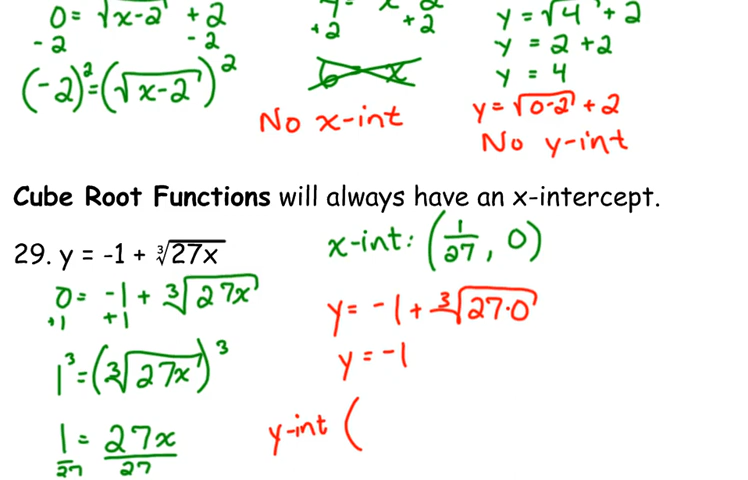 0 = √x-2 + 2
-2 -2
(-2)² = (√x-2)²
+2 +2
6 = x
No x-int
y = √4 + 2
y = 2 + 2
y = 4
y = √0-2 + 2
No y-int
Cube Root Functions will always have an x-intercept.
29. y = -1 + ∛27x
0 = -1 + ∛27x
+1 +1
1³ = (∛27x)³
1 = 27x
27 27
x-int: (1/27, 0)
y = -1 + ∛27·0
y = -1
y-int (